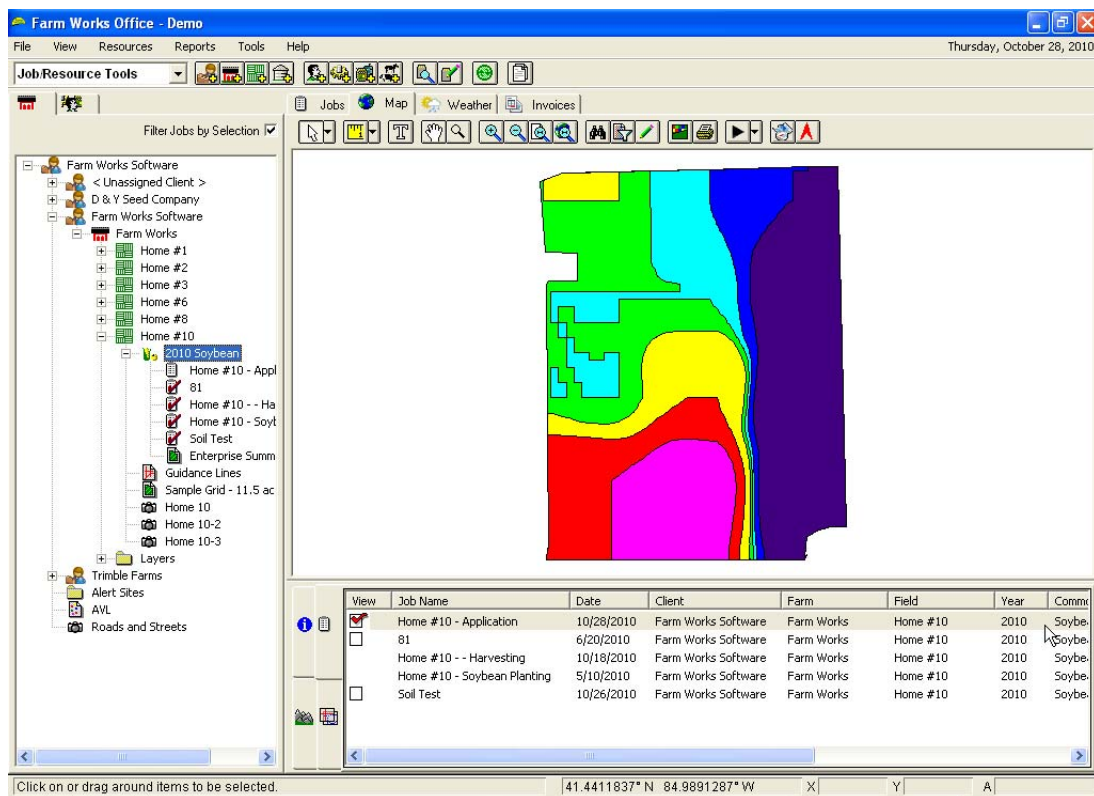 Farm Works Office - Demo
File View Resources Reports Tools Help Thursday, October 28, 2010
Job/Resource Tools
Jobs Map Weather Invoices
Filter Jobs by Selection
Farm Works Software
< Unassigned Client >
D & Y Seed Company
Farm Works Software
Farm Works
Home #1
Home #2
Home #3
Home #6
Home #8
Home #10
2010 Soybean
Home #10 - Appl
81
Home #10 - - Ha
Home #10 - Soyt
Soil Test
Enterprise Summ
Guidance Lines
Sample Grid - 11.5 ac
Home 10
Home 10-2
Home 10-3
Layers
Trimble Farms
Alert Sites
AVL
Roads and Streets
View Job Name Date Client Farm Field Year Commo
Home #10 - Application 10/28/2010 Farm Works Software Farm Works Home #10 2010 Soybe
81 6/20/2010 Farm Works Software Farm Works Home #10 2010 Soybe
Home #10 - - Harvesting 10/18/2010 Farm Works Software Farm Works Home #10 2010 Soybe
Home #10 - Soybean Planting 5/10/2010 Farm Works Software Farm Works Home #10 2010 Soybe
Soil Test 10/26/2010 Farm Works Software Farm Works Home #10 2010 Soybe
Click on or drag around items to be selected. 41.4411837° N 84.9891287° W X Y A